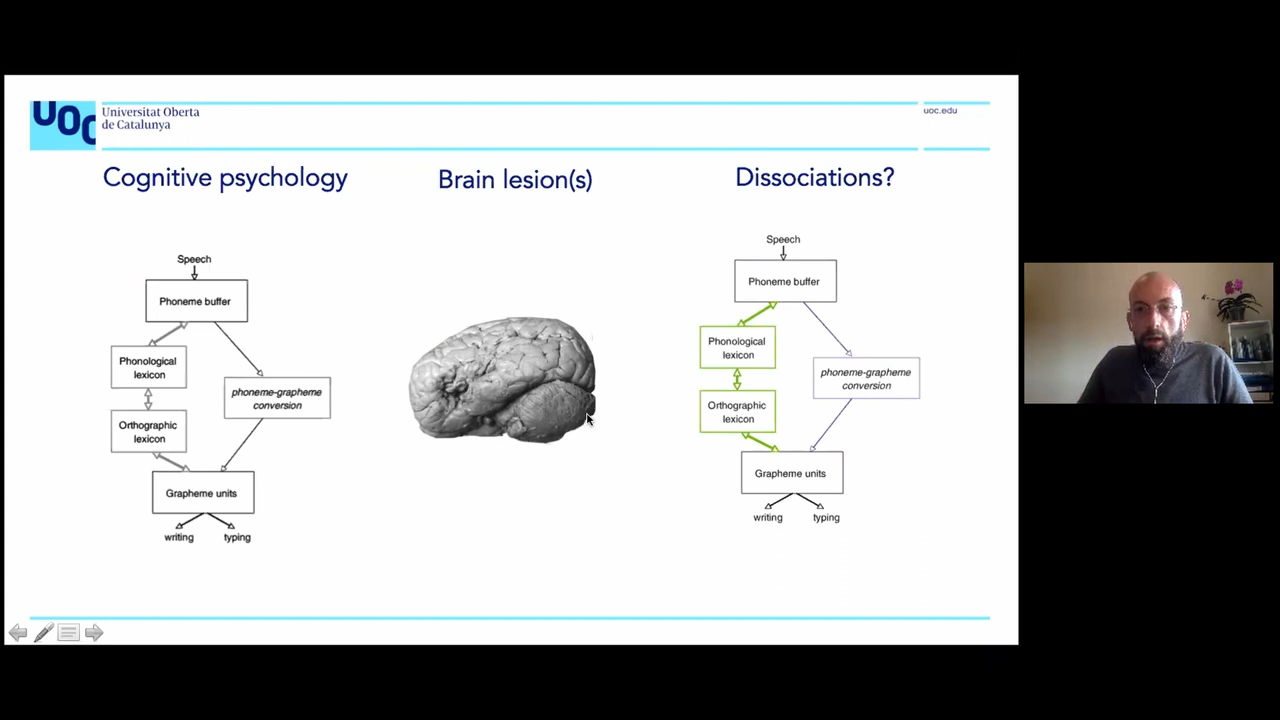 UOC
Universitat Oberta
de Catalunya
uoc.edu
Cognitive psychology
Brain lesion(s)
Dissociations?
Speech
Phoneme buffer
Phonological
lexicon
phoneme-grapheme
conversion
Orthographic
lexicon
Grapheme units
writing
typing
Speech
Phoneme buffer
Phonological
lexicon
phoneme-grapheme
conversion
Orthographic
lexicon
Grapheme units
writing
typing